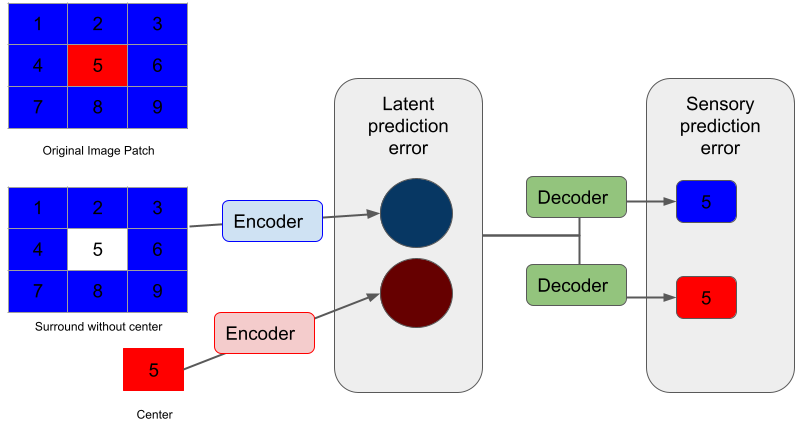 1 2 3
4 5 6
7 8 9
Original Image Patch
1 2 3
4 5 6
7 8 9
Surround without center
5
Center
Encoder
Encoder
Latent
prediction
error
Decoder
Decoder
Sensory
prediction
error
5
5